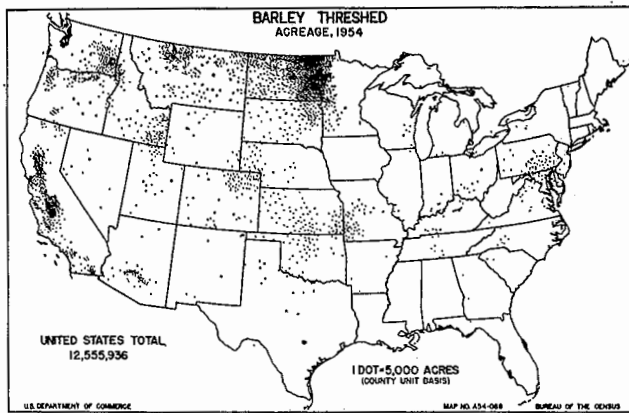 BARLEY THRESHED
ACREAGE, 1954
UNITED STATES TOTAL
12,555,936
1 DOT=5,000 ACRES
(COUNTY UNIT BASIS)
U.S. DEPARTMENT OF COMMERCE
MAP NO. A54-068
BUREAU OF THE CENSUS